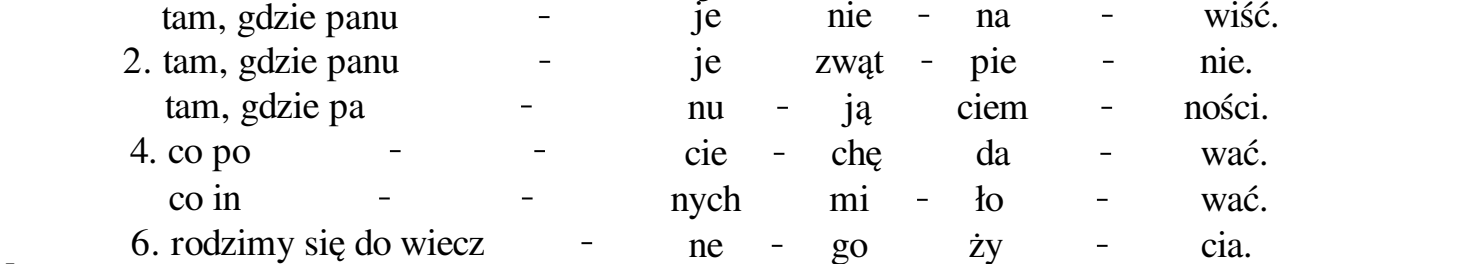 tam, gdzie panu - je nie - na - wiść.
2. tam, gdzie panu - je zwąt - pie - nie.
tam, gdzie pa - nu - ją ciem - ności.
4. co po - - cie - chę da - wać.
co in - - nych mi - ło - wać.
6. rodzimy się do wiecz - ne - go ży - cia.